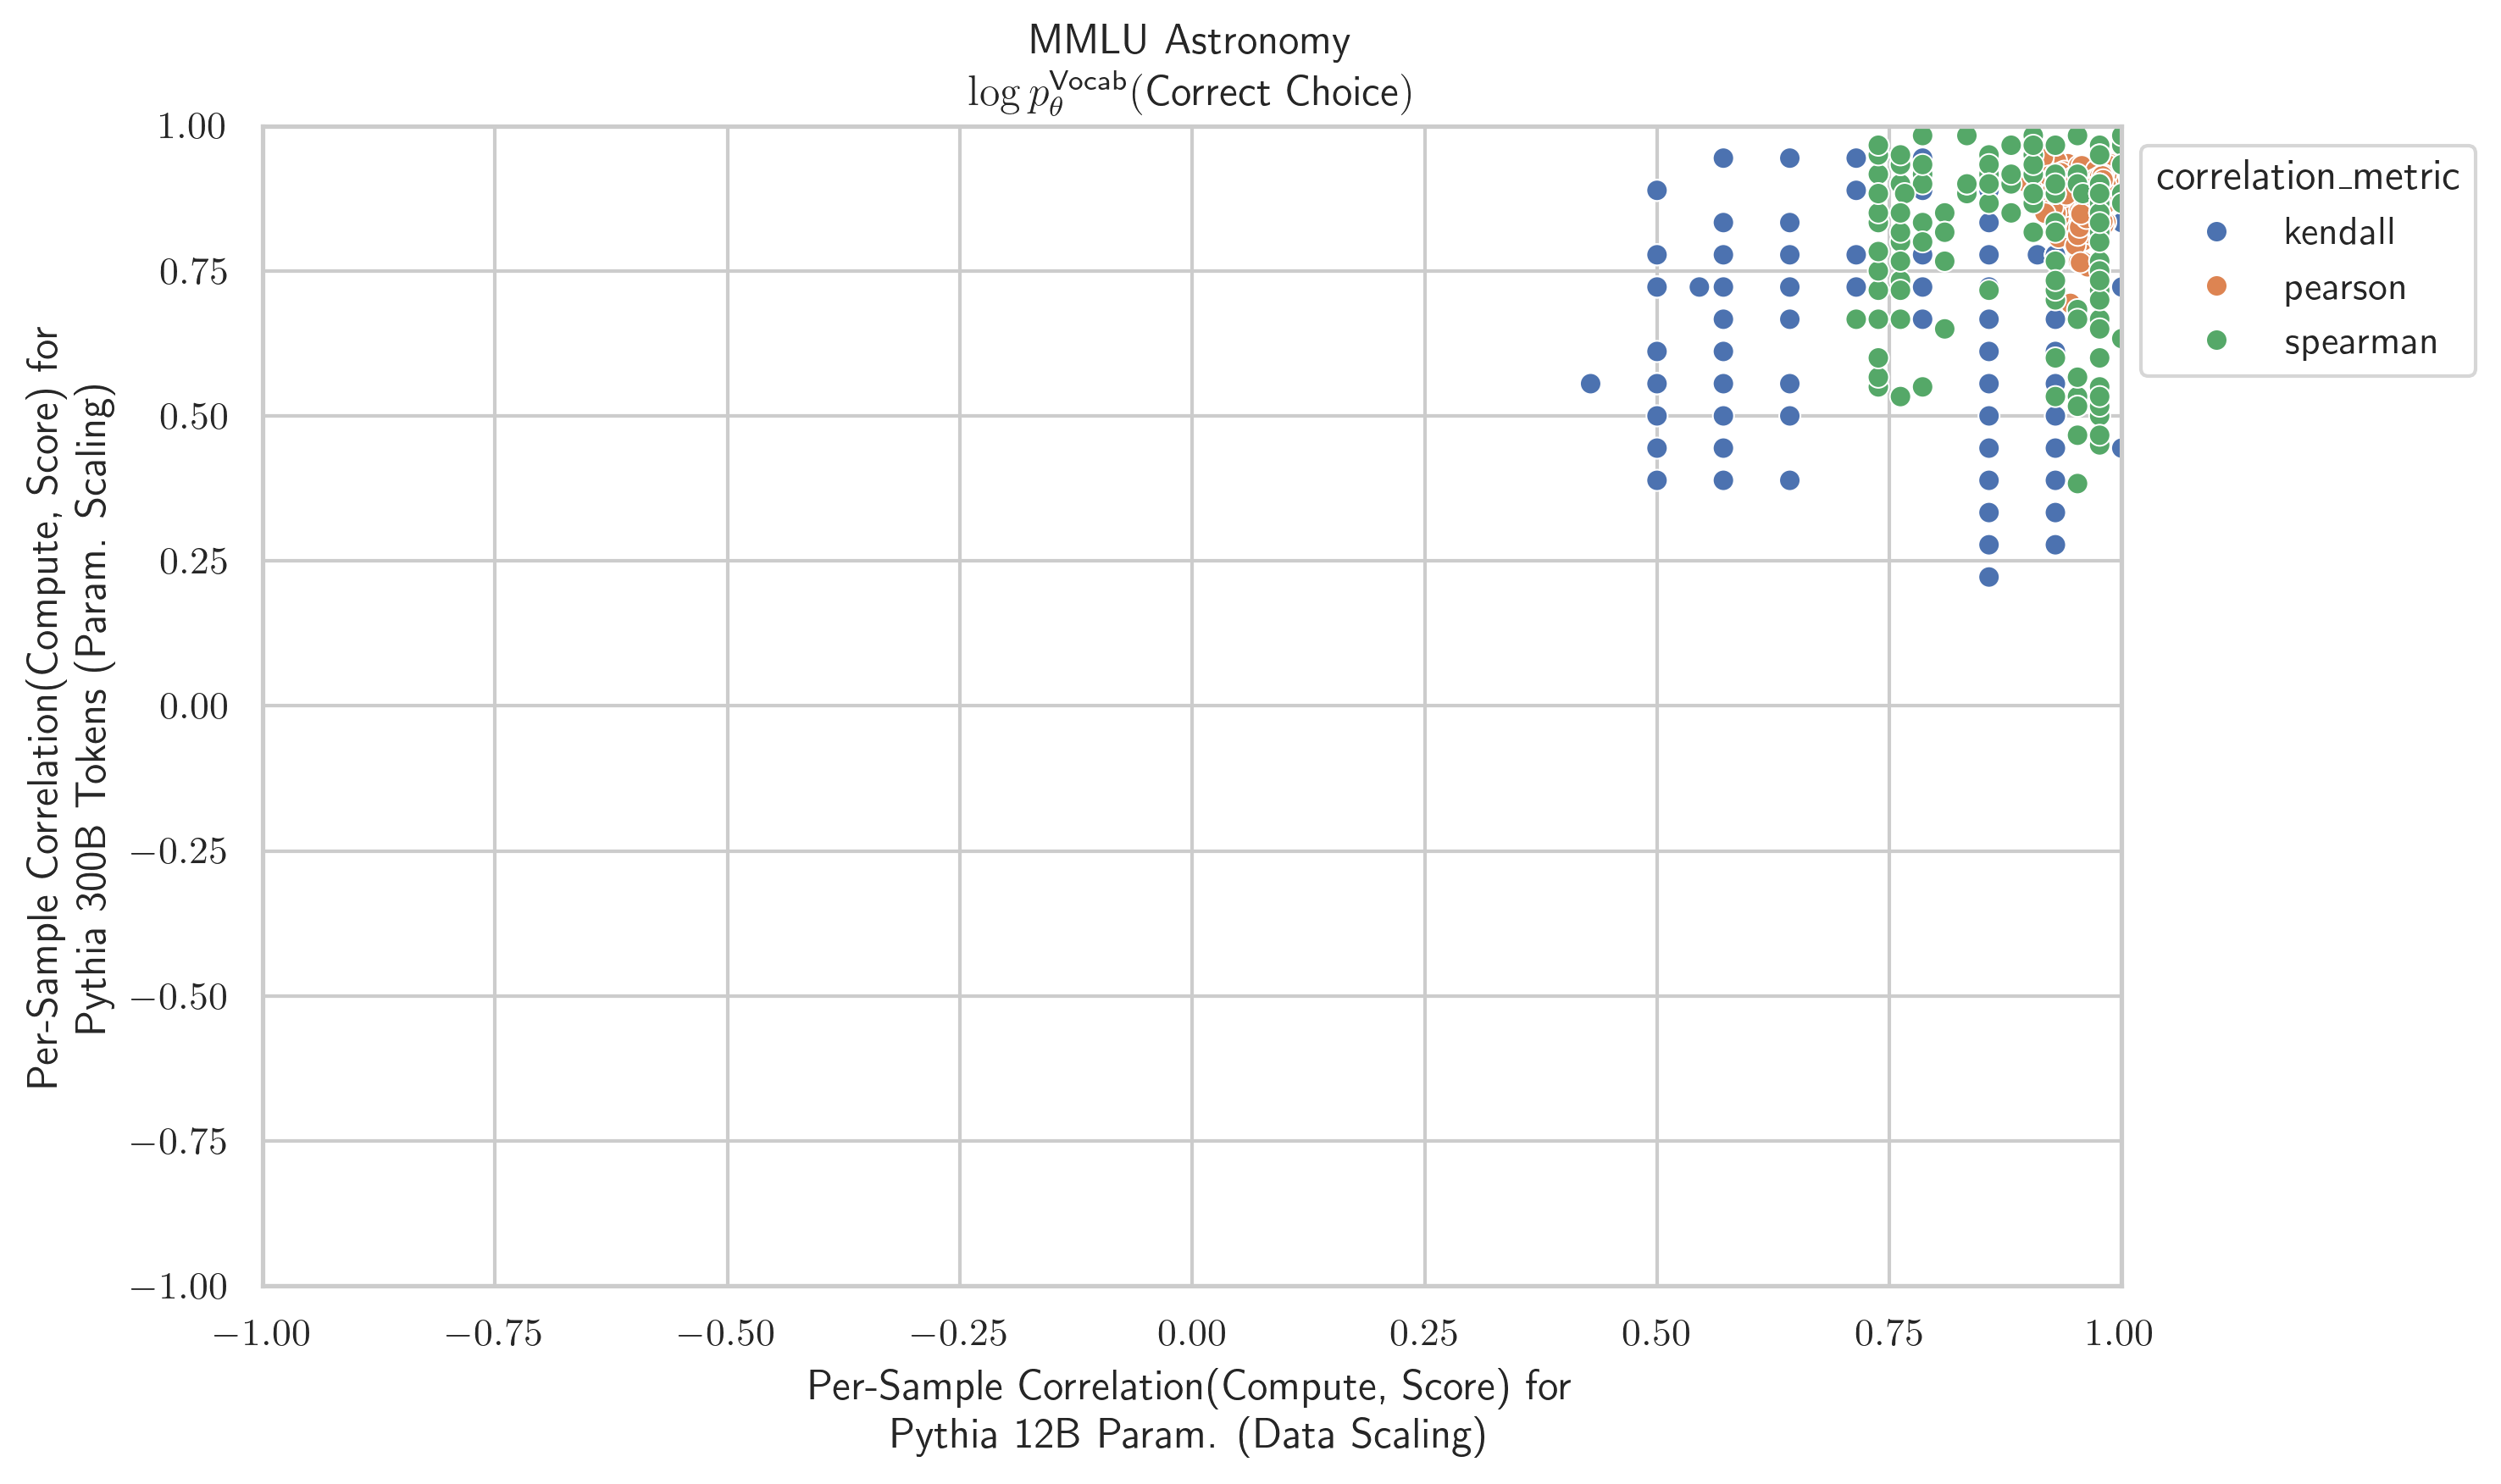 MMLU Astronomy
log p_θ^Vocab(Correct Choice)
1.00
0.75
0.50
0.25
0.00
−0.25
−0.50
−0.75
−1.00
Per-Sample Correlation(Compute, Score) for
Pythia 300B Tokens (Param. Scaling)
correlation_metric
kendall
pearson
spearman
−1.00
−0.75
−0.50
−0.25
0.00
0.25
0.50
0.75
1.00
Per-Sample Correlation(Compute, Score) for
Pythia 12B Param. (Data Scaling)